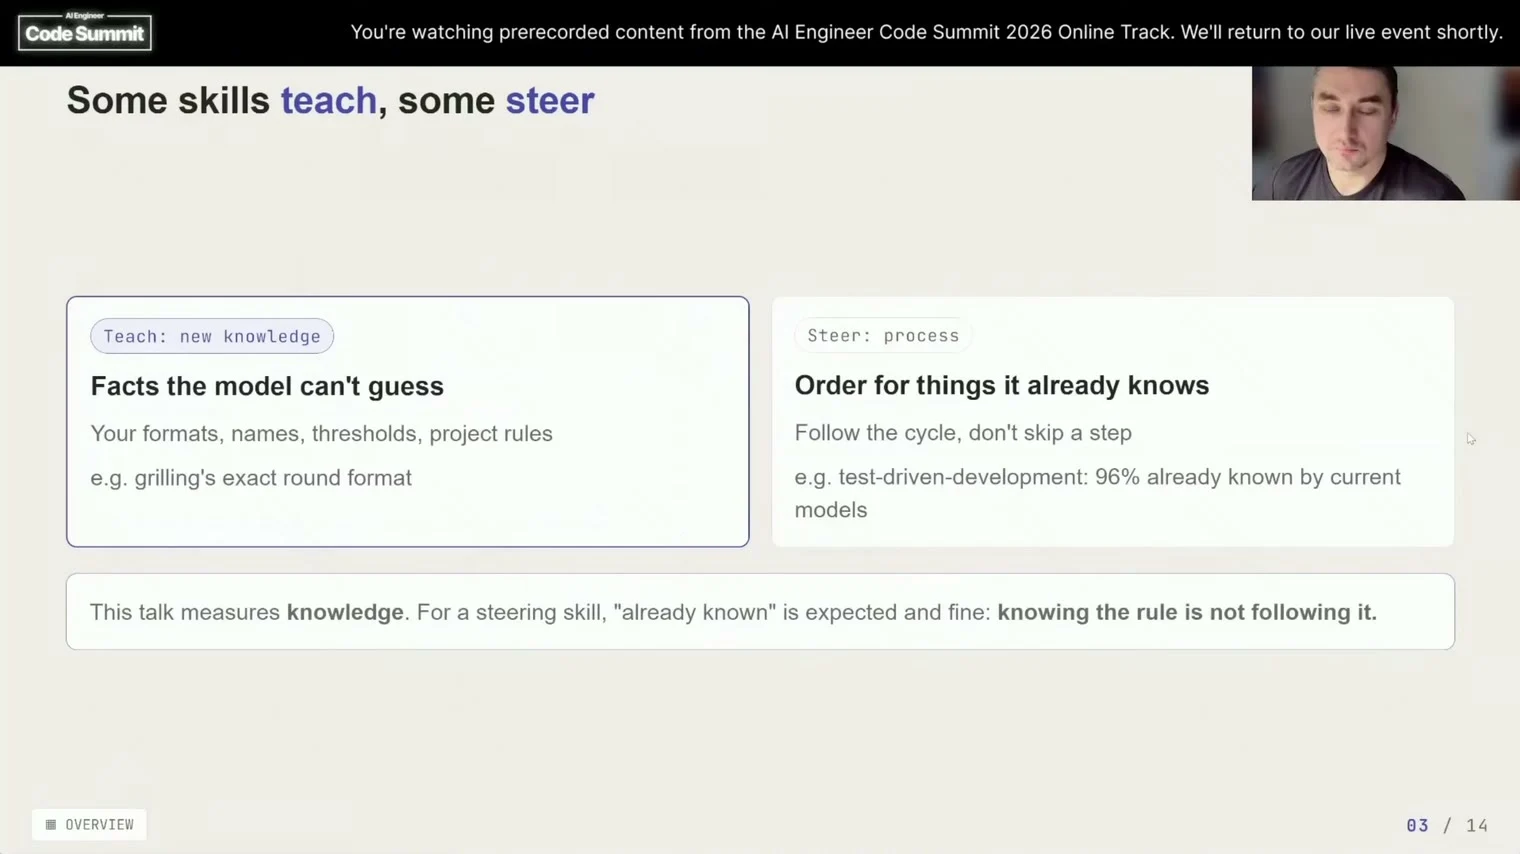 AI Engineer
Code Summit
You're watching prerecorded content from the AI Engineer Code Summit 2026 Online Track. We'll return to our live event shortly.
Some skills teach, some steer
Teach: new knowledge
Facts the model can't guess
Your formats, names, thresholds, project rules
e.g. grilling's exact round format
Steer: process
Order for things it already knows
Follow the cycle, don't skip a step
e.g. test-driven-development: 96% already known by current
models
This talk measures knowledge. For a steering skill, "already known" is expected and fine: knowing the rule is not following it.
OVERVIEW
03 / 14